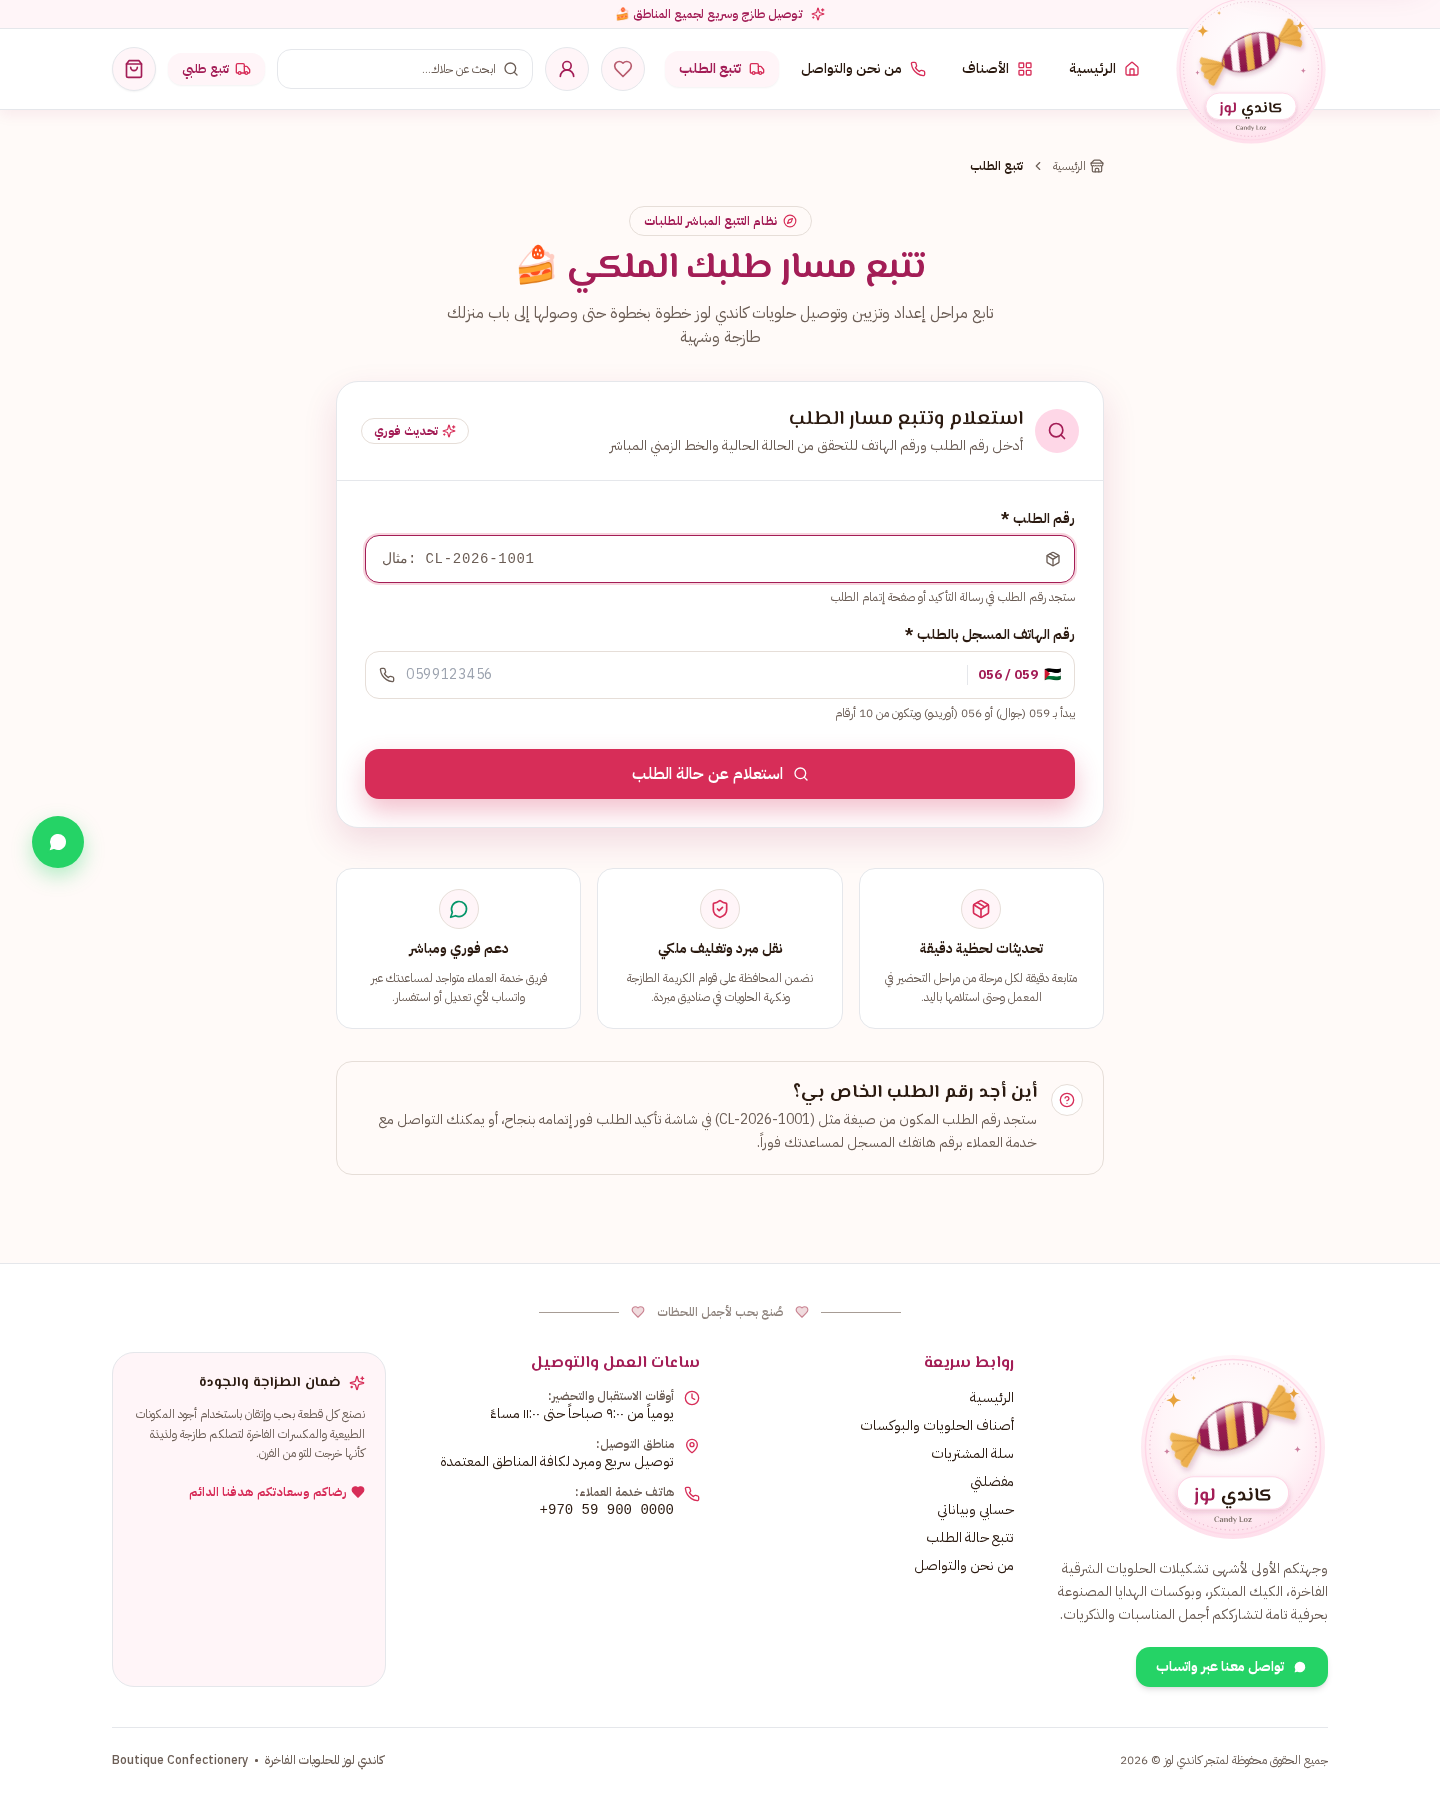 توصيل طازج وسريع لجميع المناطق 🍰
كاندي لوز
Candy Loz
الرئيسية
الأصناف
من نحن والتواصل
تتبع الطلب
ابحث عن حلاك...
تتبع طلبي
الرئيسية
تتبع الطلب
نظام التتبع المباشر للطلبات
تتبع مسار طلبك الملكي 🍰
تابع مراحل إعداد وتزيين وتوصيل حلويات كاندي لوز خطوة بخطوة حتى وصولها إلى باب منزلك
طازجة وشهية
استعلام وتتبع مسار الطلب
أدخل رقم الطلب ورقم الهاتف للتحقق من الحالة الحالية والخط الزمني المباشر
تحديث فوري
رقم الطلب *
مثال: CL-2026-1001
ستجد رقم الطلب في رسالة التأكيد أو صفحة إتمام الطلب
رقم الهاتف المسجل بالطلب *
🇵🇸 059 / 056
0599123456
يبدأ بـ 059 (جوال) أو 056 (أوريدو) ويتكون من 10 أرقام
استعلام عن حالة الطلب
تحديثات لحظية دقيقة
متابعة دقيقة لكل مرحلة من مراحل التحضير في
المعمل وحتى استلامها باليد.
نقل مبرد وتغليف ملكي
نضمن المحافظة على قوام الكريمة الطازجة
ونكهة الحلويات في صناديق مبردة.
دعم فوري ومباشر
فريق خدمة العملاء متواجد لمساعدتك عبر
واتساب لأي تعديل أو استفسار.
أين أجد رقم الطلب الخاص بي؟
ستجد رقم الطلب المكون من صيغة مثل (CL-2026-1001) في شاشة تأكيد الطلب فور إتمامه بنجاح، أو يمكنك التواصل مع
خدمة العملاء برقم هاتفك المسجل لمساعدتك فوراً.
صُنع بحب لأجمل اللحظات
كاندي لوز
Candy Loz
وجهتكم الأولى لأشهى تشكيلات الحلويات الشرقية
الفاخرة، الكيك المبتكر، وبوكسات الهدايا المصنوعة
بحرفية تامة لتشارككم أجمل المناسبات والذكريات.
تواصل معنا عبر واتساب
روابط سريعة
الرئيسية
أصناف الحلويات والبوكسات
سلة المشتريات
مفضلتي
حسابي وبياناتي
تتبع حالة الطلب
من نحن والتواصل
ساعات العمل والتوصيل
أوقات الاستقبال والتحضير:
يومياً من ٩:٠٠ صباحاً حتى ١١:٠٠ مساءً
مناطق التوصيل:
توصيل سريع ومبرد لكافة المناطق المعتمدة
هاتف خدمة العملاء:
+970 59 900 0000
ضمان الطزاجة والجودة
نصنع كل قطعة بحب وإتقان باستخدام أجود المكونات
الطبيعية والمكسرات الفاخرة لتصلكم طازجة ولذيذة
كأنها خرجت للتو من الفرن.
رضاكم وسعادتكم هدفنا الدائم
جميع الحقوق محفوظة لمتجر كاندي لوز © 2026
كاندي لوز للحلويات الفاخرة • Boutique Confectionery